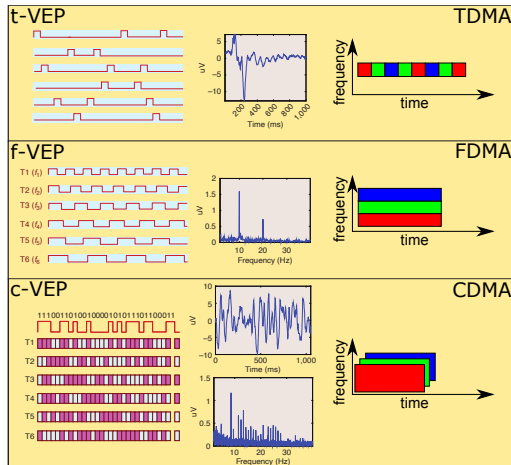 t-VEP
TDMA
uV
5
0
−5
−10
200
400
600
800
1,000
Time (ms)
frequency
time
f-VEP
FDMA
T1 (f₁)
T2 (f₂)
T3 (f₃)
T4 (f₄)
T5 (f₅)
T6 (f₆
uV
2
1.5
1
0.5
0
10
20
30
Frequency (Hz)
frequency
time
c-VEP
CDMA
1110011010010000101011101100011
T1
T2
T3
T4
T5
T6
uV
5
0
−5
−10
0
500
1,000
Time (ms)
uV
1.5
1
0.5
0
10
20
30
Frequency (Hz)
frequency
time